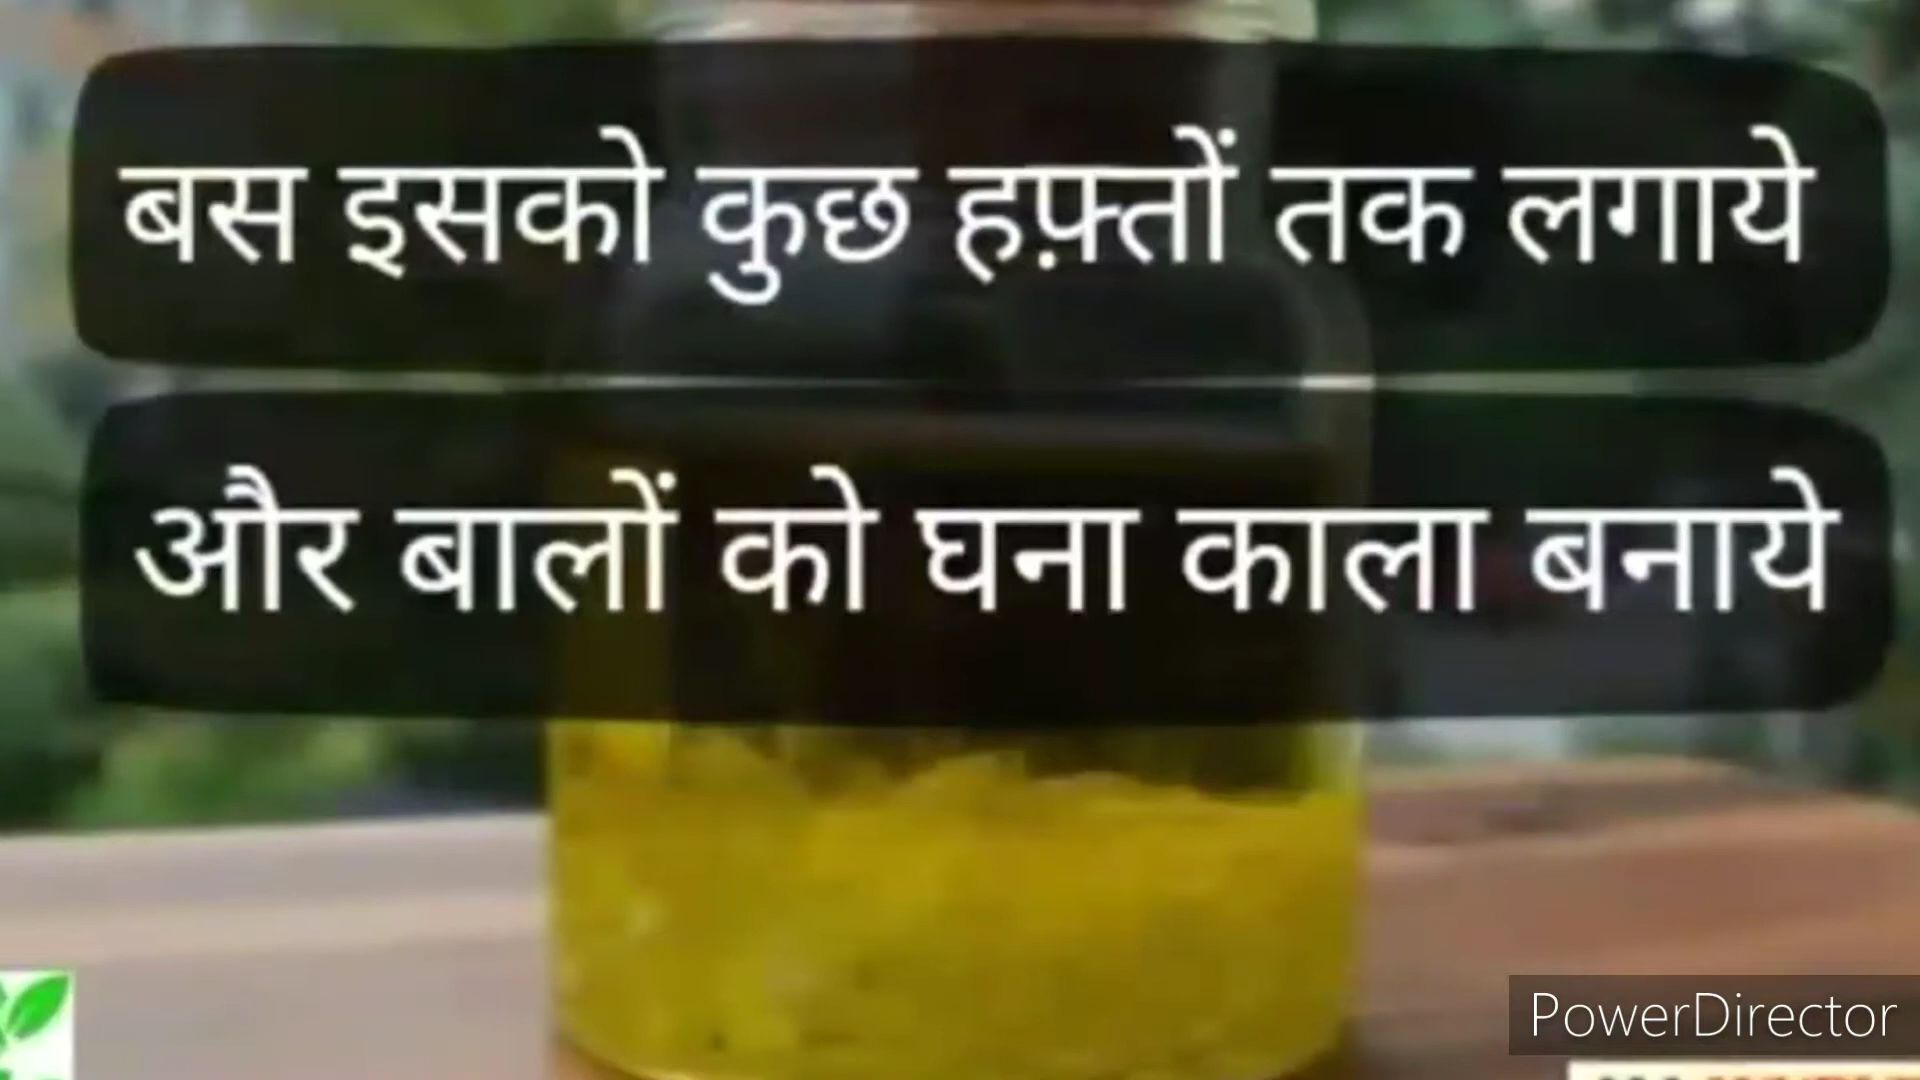 बस इसको कुछ हफ़्तों तक लगाये
और बालों को घना काला बनाये
PowerDirector